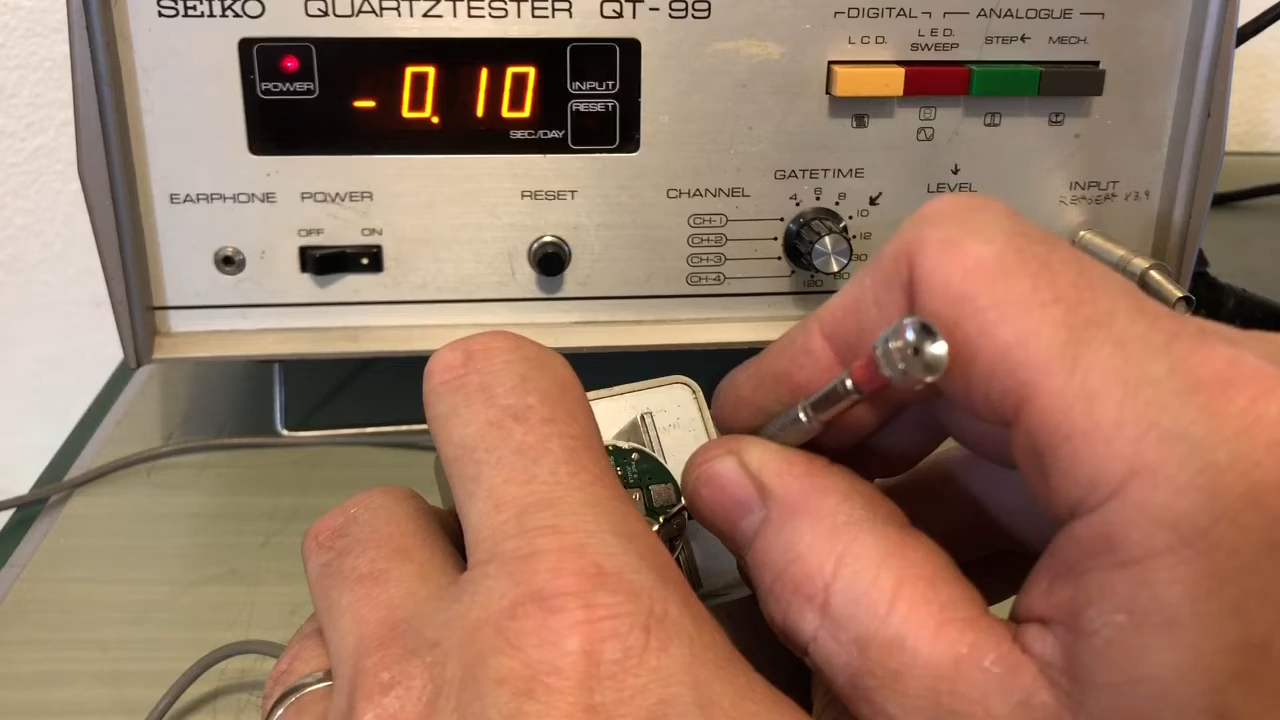 SEIKO QUARTZTESTER QT-99
DIGITAL ANALOGUE
L C D. L E D. SWEEP STEP← MECH.
POWER
-0.10
SEC/DAY
INPUT
RESET
EARPHONE
POWER
OFF ON
RESET
CHANNEL
CH-1
CH-2
CH-3
CH-4
GATETIME
4 6 8 10 12 30 60 120
↓
LEVEL
INPUT